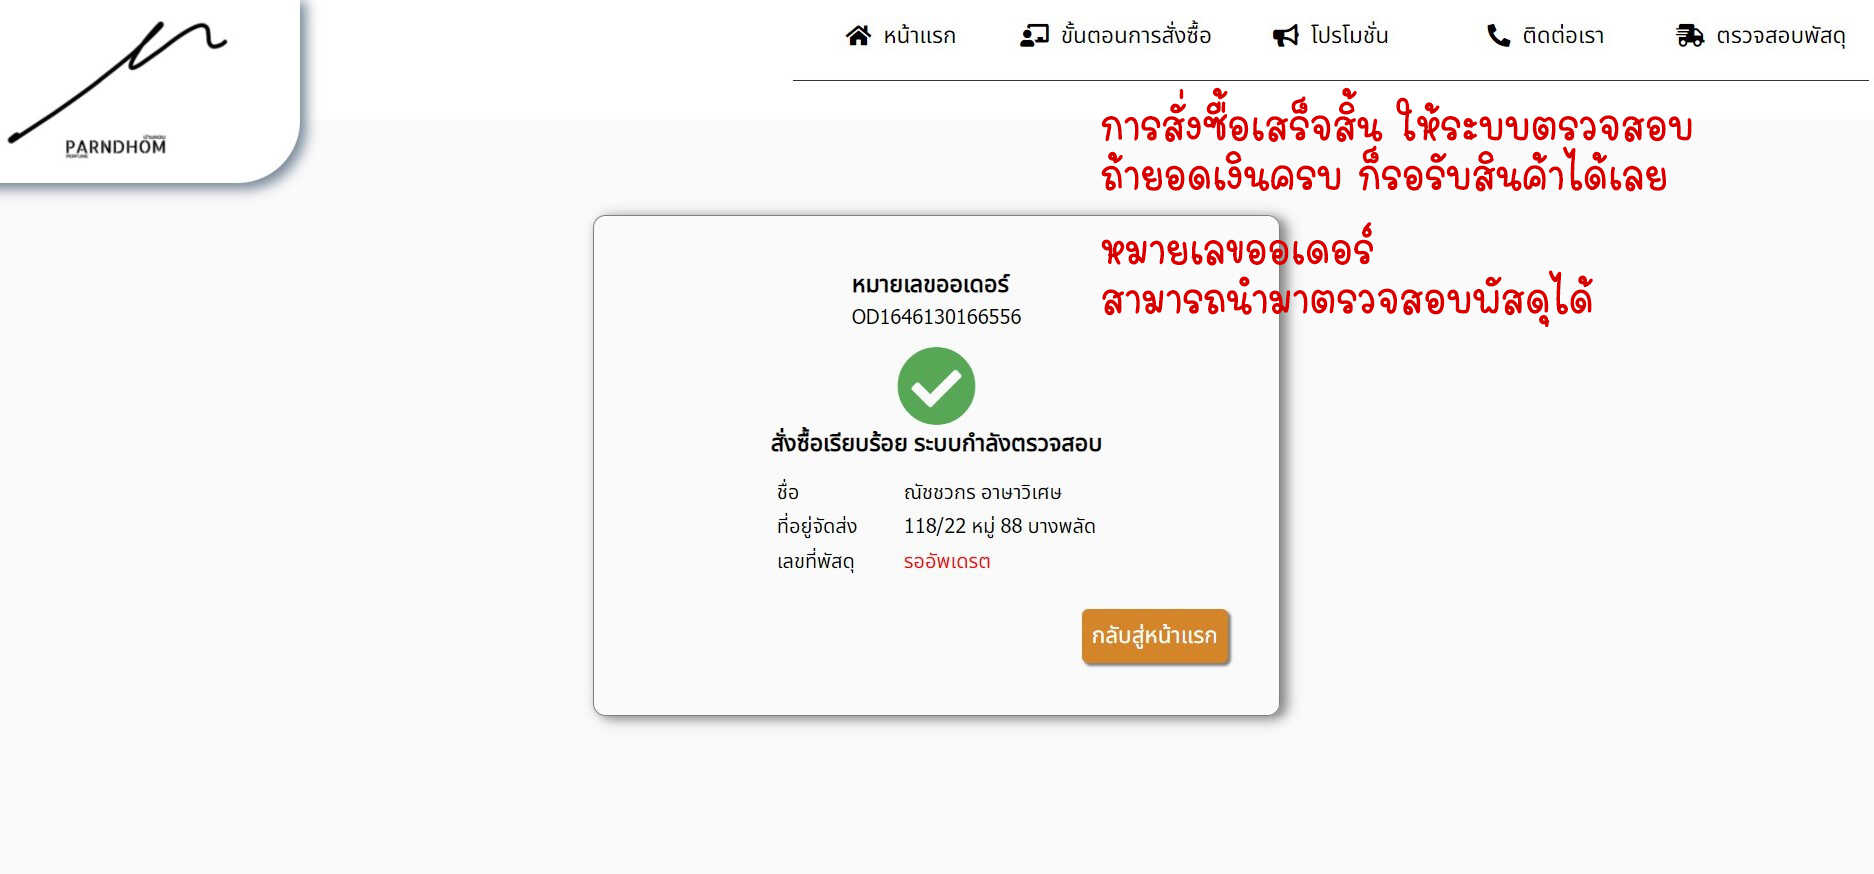 หน้าแรก
ขั้นตอนการสั่งซื้อ
โปรโมชั่น
ติดต่อเรา
ตรวจสอบพัสดุ
PARNDHOM
การสั่งซื้อเสร็จสิ้น ให้ระบบตรวจสอบ
ถ้ายอดเงินครบ ก็รอรับสินค้าได้เลย
หมายเลขออเดอร์
สามารถนำมาตรวจสอบพัสดุได้
หมายเลขออเดอร์
OD1646130166556
สั่งซื้อเรียบร้อย ระบบกำลังตรวจสอบ
ชื่อ ณัชชวกร อาษาวิเศษ
ที่อยู่จัดส่ง 118/22 หมู่ 88 บางพลัด
เลขที่พัสดุ รออัพเดรต
กลับสู่หน้าแรก